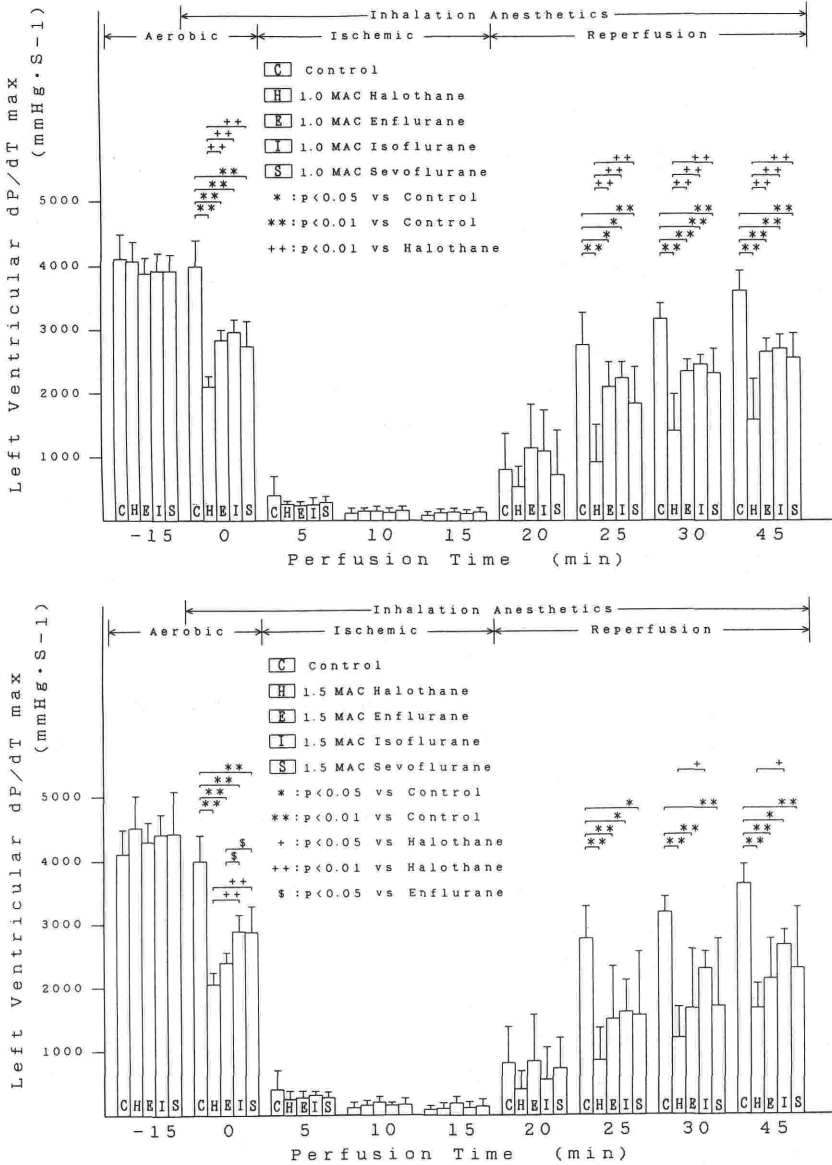 Inhalation Anesthetics
Aerobic Ischemic Reperfusion
Left Ventricular dP/dT max
(mmHg·S-1)
C Control
H 1.0 MAC Halothane
E 1.0 MAC Enflurane
I 1.0 MAC Isoflurane
S 1.0 MAC Sevoflurane
* :p<0.05 vs Control
**:p<0.01 vs Control
++:p<0.01 vs Halothane
++
++
++
**
**
**
**
++
++
++
**
*
*
**
++
++
++
**
**
**
**
++
++
++
**
**
**
**
5000
4000
3000
2000
1000
C H E I S C H E I S C H E I S C H E I S C H E I S C H E I S C H E I S
-15 0 5 10 15 20 25 30 45
Perfusion Time (min)
Inhalation Anesthetics
Aerobic Ischemic Reperfusion
Left Ventricular dP/dT max
(mmHg·S-1)
C Control
H 1.5 MAC Halothane
E 1.5 MAC Enflurane
I 1.5 MAC Isoflurane
S 1.5 MAC Sevoflurane
* :p<0.05 vs Control
**:p<0.01 vs Control
+ :p<0.05 vs Halothane
++:p<0.01 vs Halothane
$ :p<0.05 vs Enflurane
**
**
**
**
$
$
++
++
*
*
**
**
+
**
**
**
+
**
*
**
**
5000
4000
3000
2000
1000
C H E I S C H E I S C H E I S C H E I S C H E I S C H E I S C H E I S
-15 0 5 10 15 20 25 30 45
Perfusion Time (min)